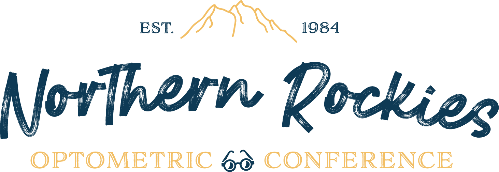 EST. 1984
Northern Rockies
OPTOMETRIC CONFERENCE